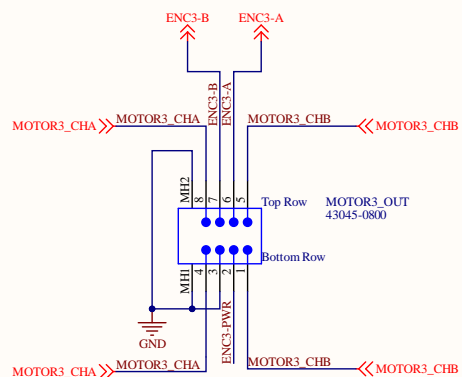 ENC3-B
ENC3-A
ENC3-B
ENC3-A
MOTOR3_CHA
MOTOR3_CHA
MOTOR3_CHB
MOTOR3_CHB
MH2
8
7
6
5
Top Row
MOTOR3_OUT
43045-0800
Bottom Row
MH1
4
3
2
1
GND
ENC3-PWR
MOTOR3_CHA
MOTOR3_CHA
MOTOR3_CHB
MOTOR3_CHB